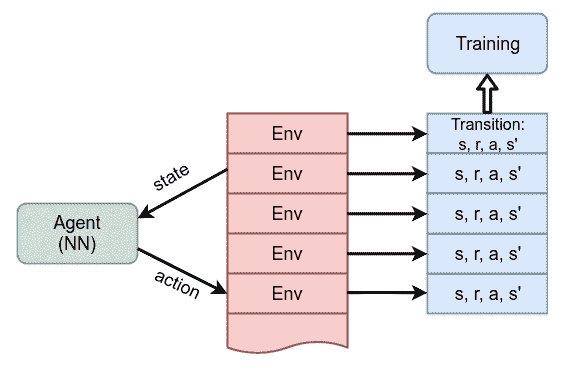 Training
Env
Transition:
s, r, a, s'
state
Env
s, r, a, s'
Agent
(NN)
Env
s, r, a, s'
Env
s, r, a, s'
action
Env
s, r, a, s'